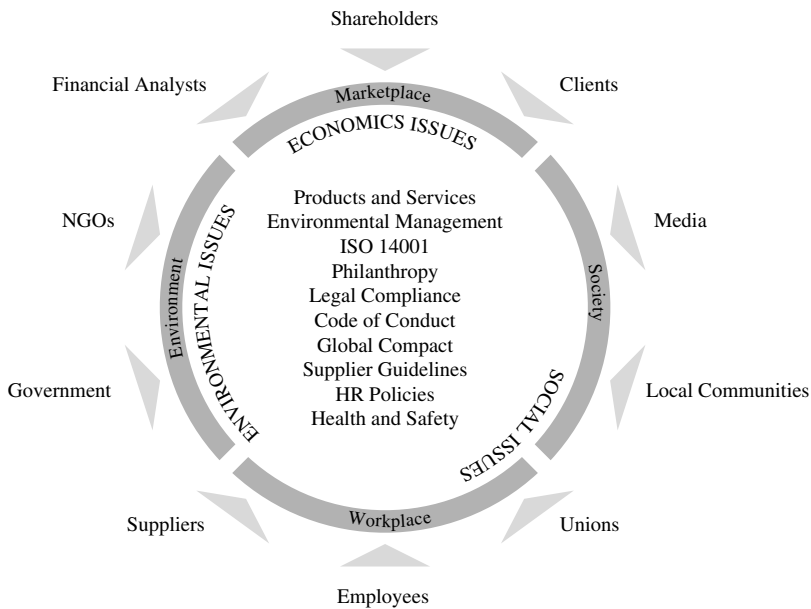 Shareholders
Financial Analysts
Clients
Marketplace
ECONOMICS ISSUES
NGOs
Media
Environment
ENVIRONMENTAL ISSUES
Products and Services
Environmental Management
ISO 14001
Philanthropy
Legal Compliance
Code of Conduct
Global Compact
Supplier Guidelines
HR Policies
Health and Safety
Society
SOCIAL ISSUES
Government
Local Communities
Suppliers
Workplace
Unions
Employees